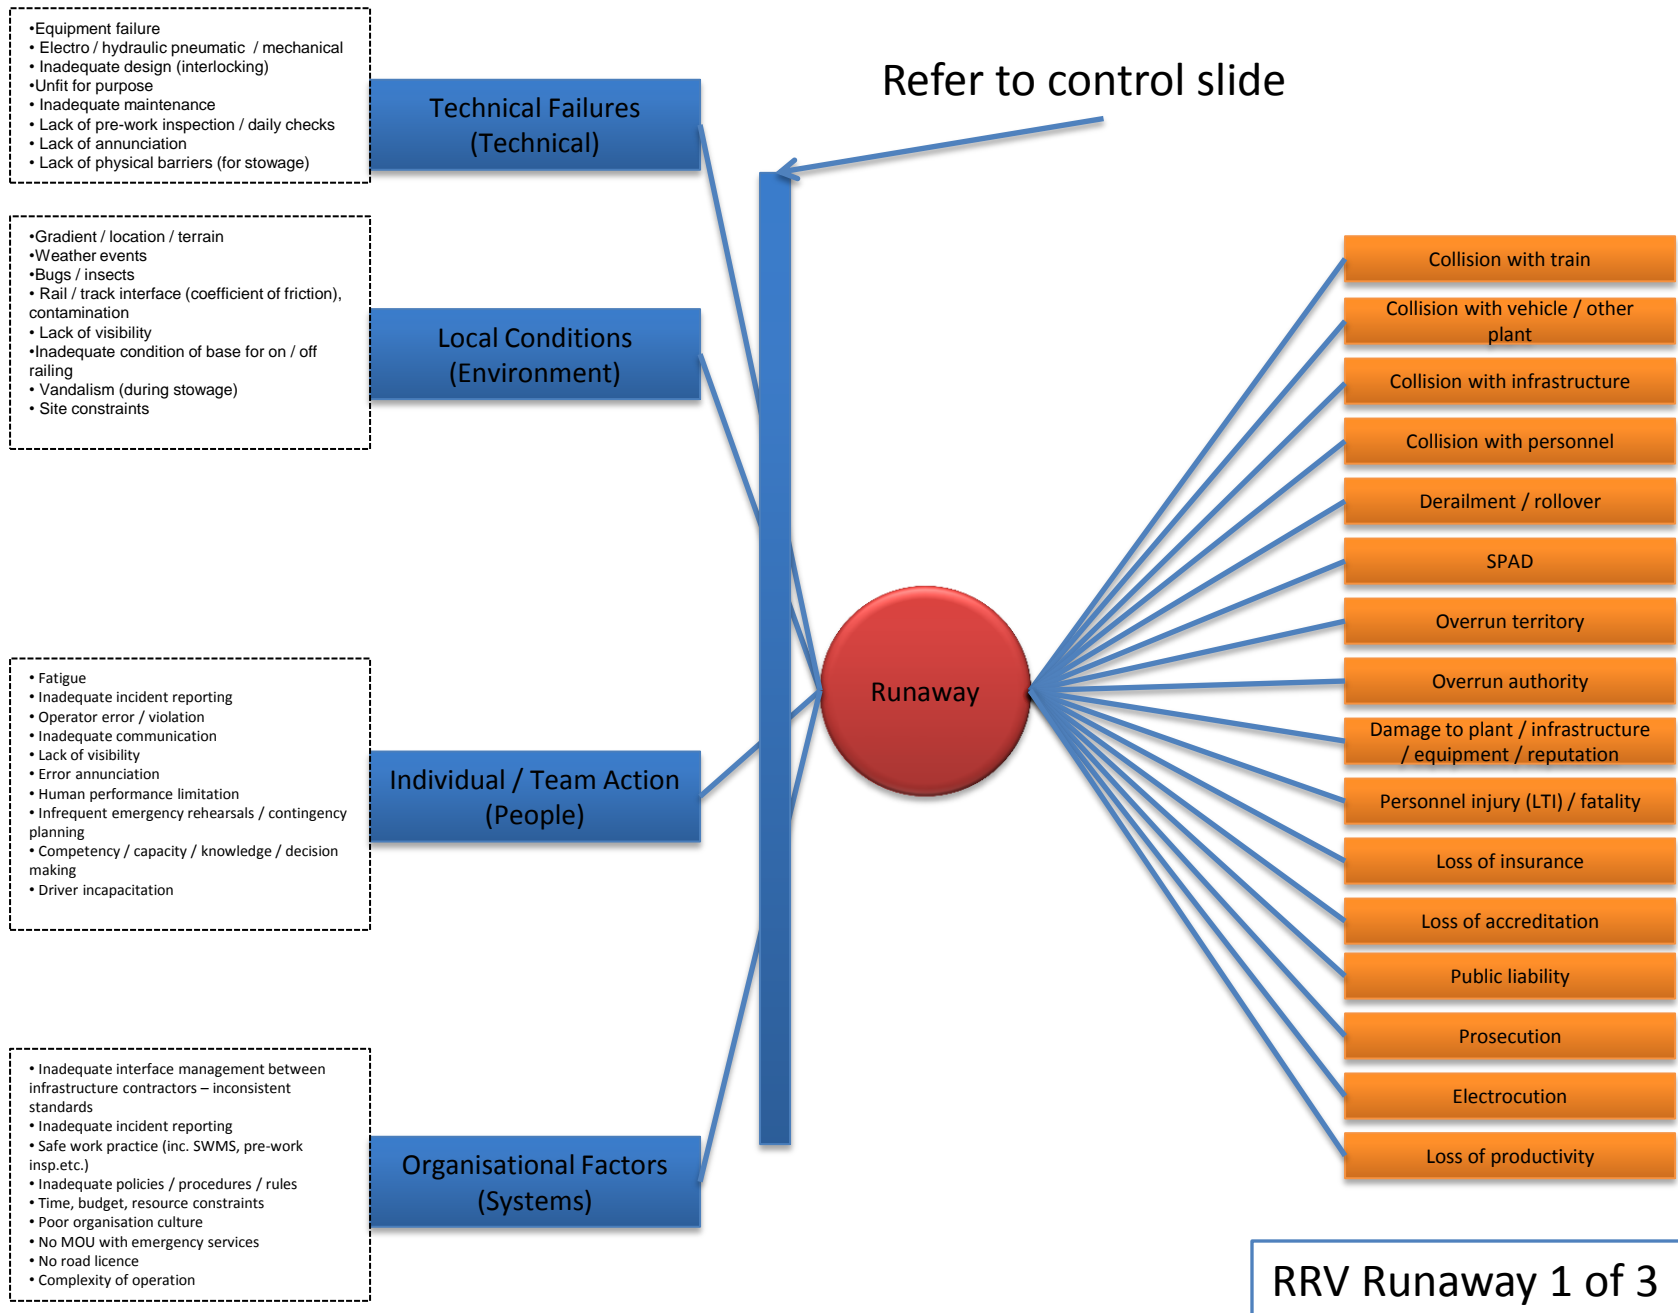 •Equipment failure
• Electro / hydraulic pneumatic / mechanical
• Inadequate design (interlocking)
•Unfit for purpose
• Inadequate maintenance
• Lack of pre-work inspection / daily checks
• Lack of annunciation
• Lack of physical barriers (for stowage)
Technical Failures
(Technical)
Refer to control slide
•Gradient / location / terrain
•Weather events
•Bugs / insects
• Rail / track interface (coefficient of friction),
contamination
• Lack of visibility
•Inadequate condition of base for on / off
railing
• Vandalism (during stowage)
• Site constraints
Local Conditions
(Environment)
• Fatigue
• Inadequate incident reporting
• Operator error / violation
• Inadequate communication
• Lack of visibility
• Error annunciation
• Human performance limitation
• Infrequent emergency rehearsals / contingency
planning
• Competency / capacity / knowledge / decision
making
• Driver incapacitation
Individual / Team Action
(People)
• Inadequate interface management between
infrastructure contractors – inconsistent
standards
• Inadequate incident reporting
• Safe work practice (inc. SWMS, pre-work
insp.etc.)
• Inadequate policies / procedures / rules
• Time, budget, resource constraints
• Poor organisation culture
• No MOU with emergency services
• No road licence
• Complexity of operation
Organisational Factors
(Systems)
Runaway
Collision with train
Collision with vehicle / other
plant
Collision with infrastructure
Collision with personnel
Derailment / rollover
SPAD
Overrun territory
Overrun authority
Damage to plant / infrastructure
/ equipment / reputation
Personnel injury (LTI) / fatality
Loss of insurance
Loss of accreditation
Public liability
Prosecution
Electrocution
Loss of productivity
RRV Runaway 1 of 3